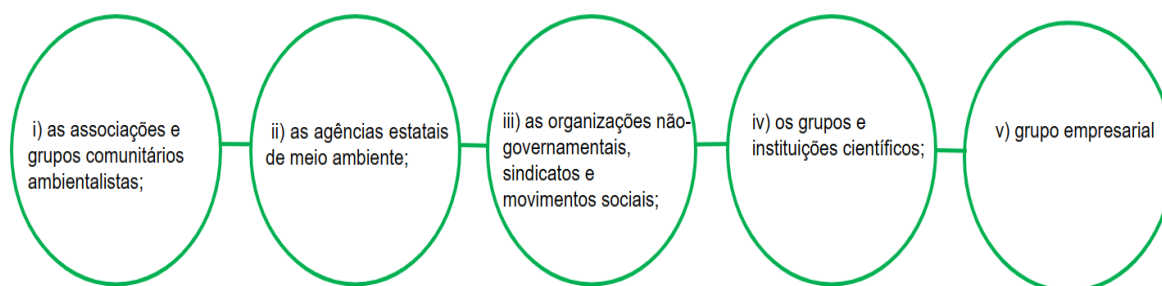 i) as associações e
grupos comunitários
ambientalistas;
ii) as agências estatais
de meio ambiente;
iii) as organizações não-
governamentais,
sindicatos e
movimentos sociais;
iv) os grupos e
instituições científicos;
v) grupo empresarial